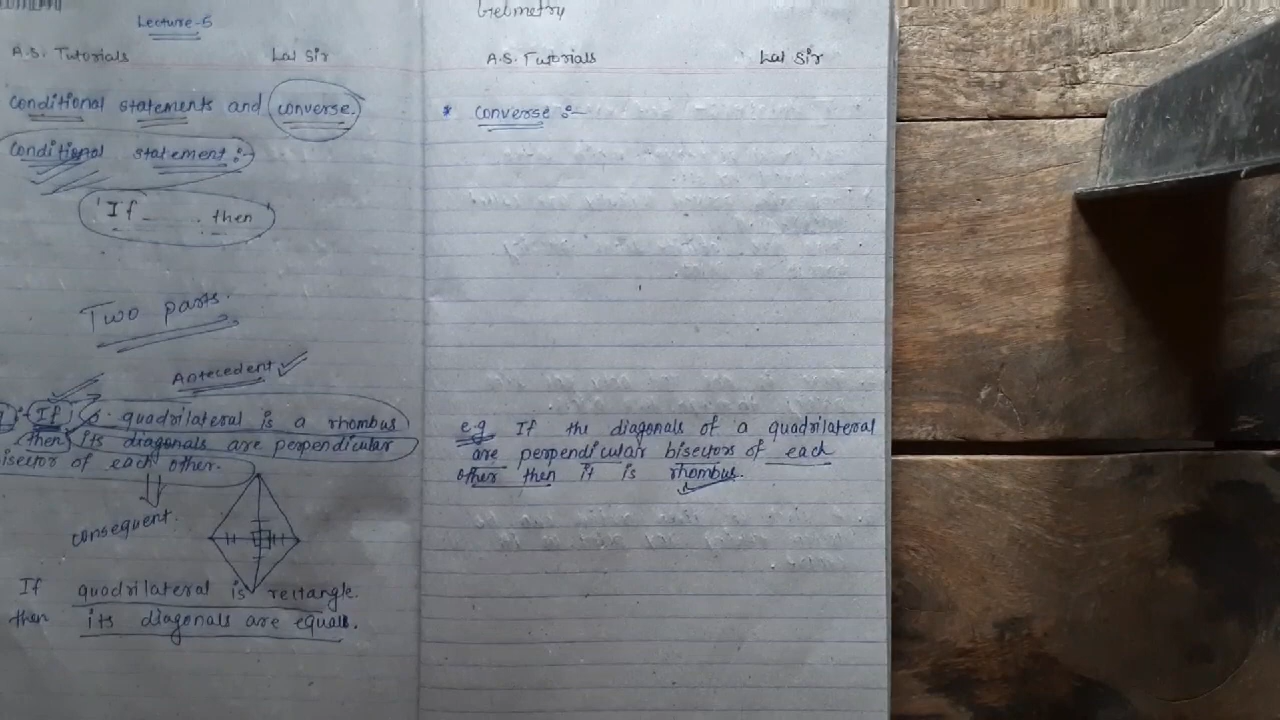 Lecture-5
A.S. Tutorials Lal Sir
Conditional statements and converse.
Conditional statement :-
'If ____ . then'
Two parts.
Antecedent
If a quadrilateral is a rhombus
then its diagonals are perpendicular
bisector of each other.
consequent.
If quadrilateral is rectangle.
then its diagonals are equal.
Geometry
A.S. Tutorials Lal Sir
* Converse :-
e.g If the diagonals of a quadrilateral
are perpendicular bisectors of each
other then it is rhombus.